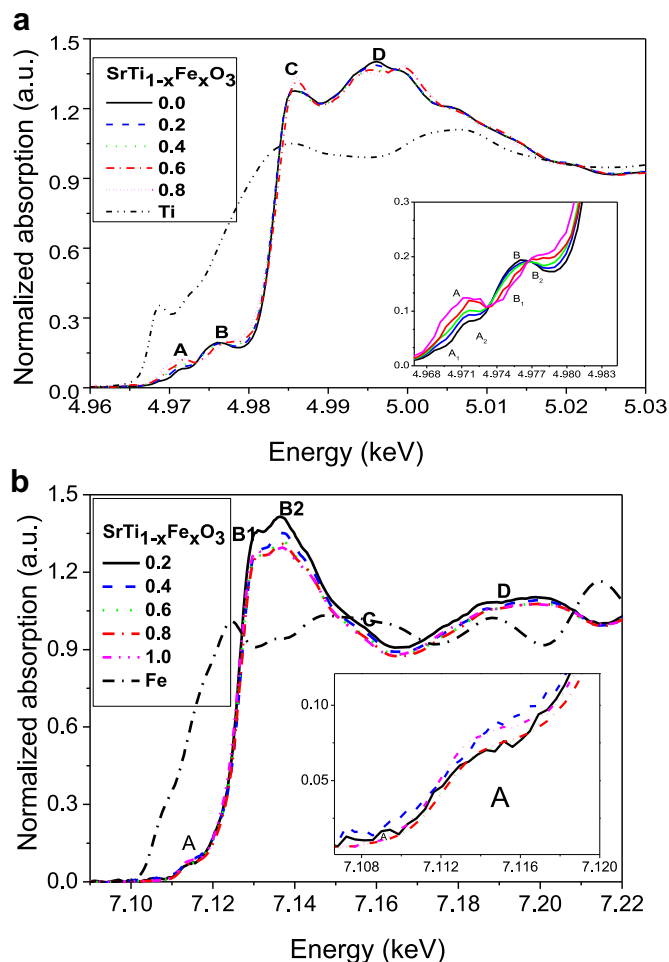 a
1.5
1.2
0.9
0.6
0.3
0.0
Normalized absorption (a.u.)
SrTi1-xFexO3
0.0
0.2
0.4
0.6
0.8
Ti
C
D
A
B
0.3
0.2
0.1
0.0
A
A1
A2
B
B1
B2
4.968 4.971 4.974 4.977 4.980 4.983
4.96 4.97 4.98 4.99 5.00 5.01 5.02 5.03
Energy (keV)
b
1.5
1.2
0.9
0.6
0.3
0.0
Normalized absorption (a.u.)
SrTi1-xFexO3
0.2
0.4
0.6
0.8
1.0
Fe
B1
B2
C
D
A
0.10
0.05
A
A
7.108 7.112 7.116 7.120
7.10 7.12 7.14 7.16 7.18 7.20 7.22
Energy (keV)